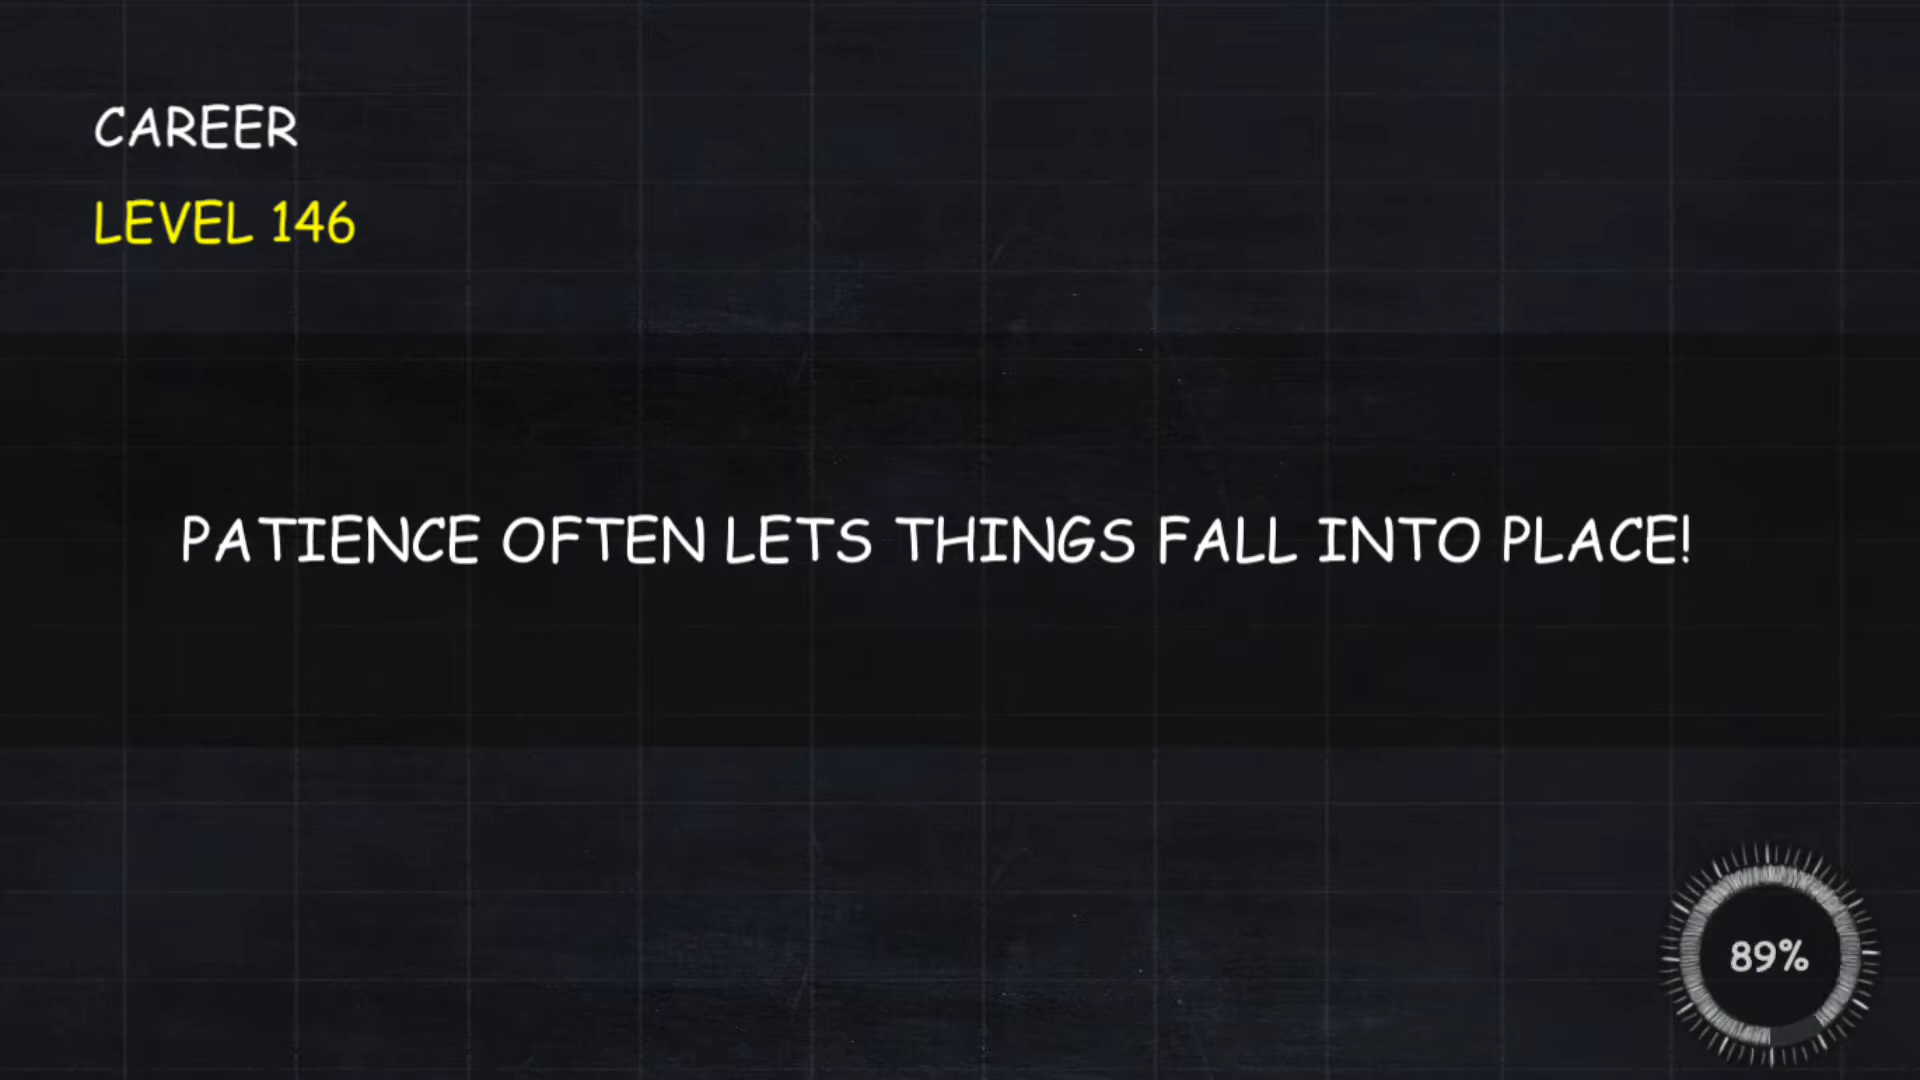 CAREER
LEVEL 146
PATIENCE OFTEN LETS THINGS FALL INTO PLACE!
89%